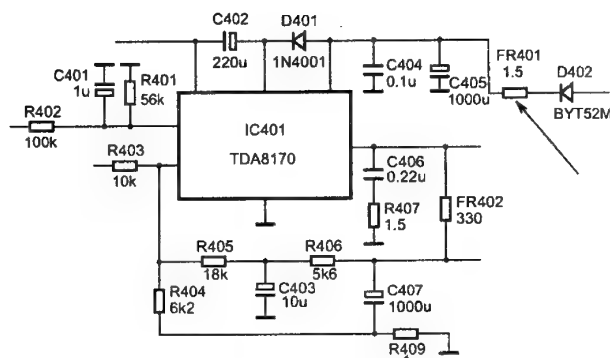 C402
220u
D401
1N4001
C401
1u
R401
56k
C404
0.1u
C405
1000u
FR401
1.5
D402
BYT52M
R402
100k
IC401
TDA8170
R403
10k
C406
0.22u
R407
1.5
FR402
330
R405
18k
R406
5k6
C403
10u
C407
1000u
R404
6k2
R409